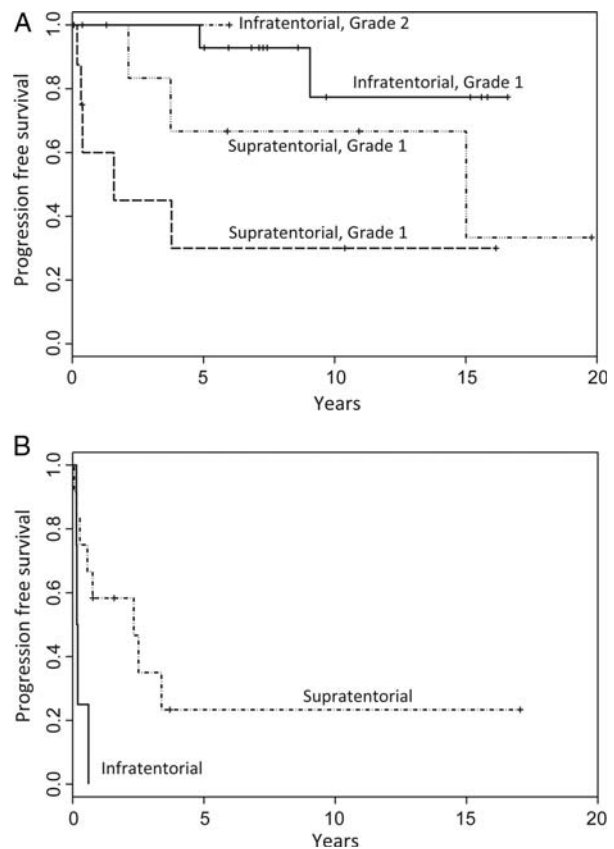 A
Progression free survival
1.0
0.8
0.6
0.4
0.2
0.0
Infratentorial, Grade 2
Infratentorial, Grade 1
Supratentorial, Grade 1
Supratentorial, Grade 1
0 5 10 15 20
Years
B
Progression free survival
1.0
0.8
0.6
0.4
0.2
0.0
Supratentorial
Infratentorial
0 5 10 15 20
Years